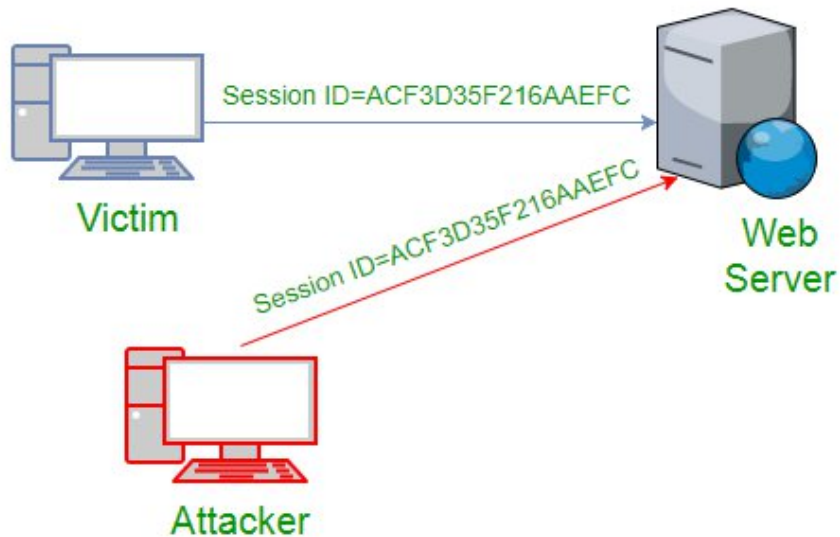 Session ID=ACF3D35F216AAEFC
Victim
Session ID=ACF3D35F216AAEFC
Web
Server
Attacker